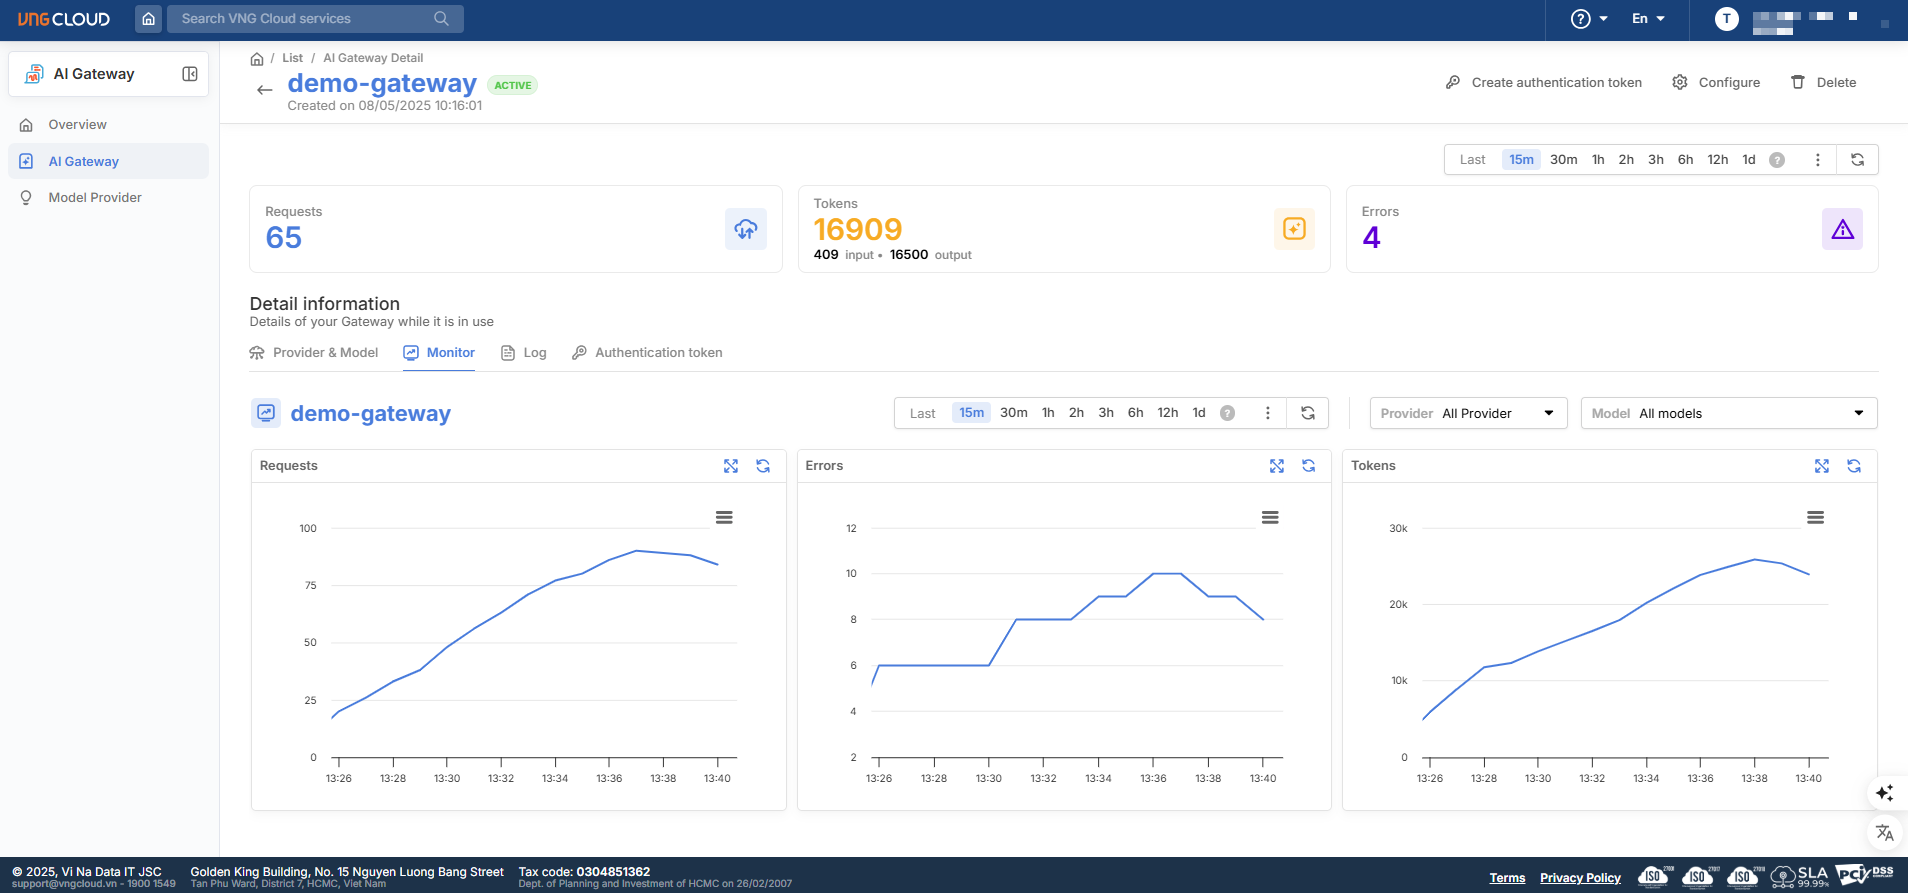 VNG CLOUD
Search VNG Cloud services
En
T
AI Gateway
Overview
AI Gateway
Model Provider
/ List / AI Gateway Detail
demo-gateway ACTIVE
Created on 08/05/2025 10:16:01
Create authentication token
Configure
Delete
Last 15m 30m 1h 2h 3h 6h 12h 1d
Requests
65
Tokens
16909
409 input • 16500 output
Errors
4
Detail information
Details of your Gateway while it is in use
Provider & Model
Monitor
Log
Authentication token
demo-gateway
Last 15m 30m 1h 2h 3h 6h 12h 1d
Provider All Provider
Model All models
Requests
100
75
50
25
0
13:26 13:28 13:30 13:32 13:34 13:36 13:38 13:40
Errors
12
10
8
6
4
2
13:26 13:28 13:30 13:32 13:34 13:36 13:38 13:40
Tokens
30k
20k
10k
0
13:26 13:28 13:30 13:32 13:34 13:36 13:38 13:40
© 2025, Vi Na Data IT JSC
support@vngcloud.vn - 1900 1549
Golden King Building, No. 15 Nguyen Luong Bang Street
Tan Phu Ward, District 7, HCMC, Viet Nam
Tax code: 0304851362
Dept. of Planning and Investment of HCMC on 26/02/2007
Terms
Privacy Policy
ISO
ISO
ISO
SLA
99.99%
PCI DSS